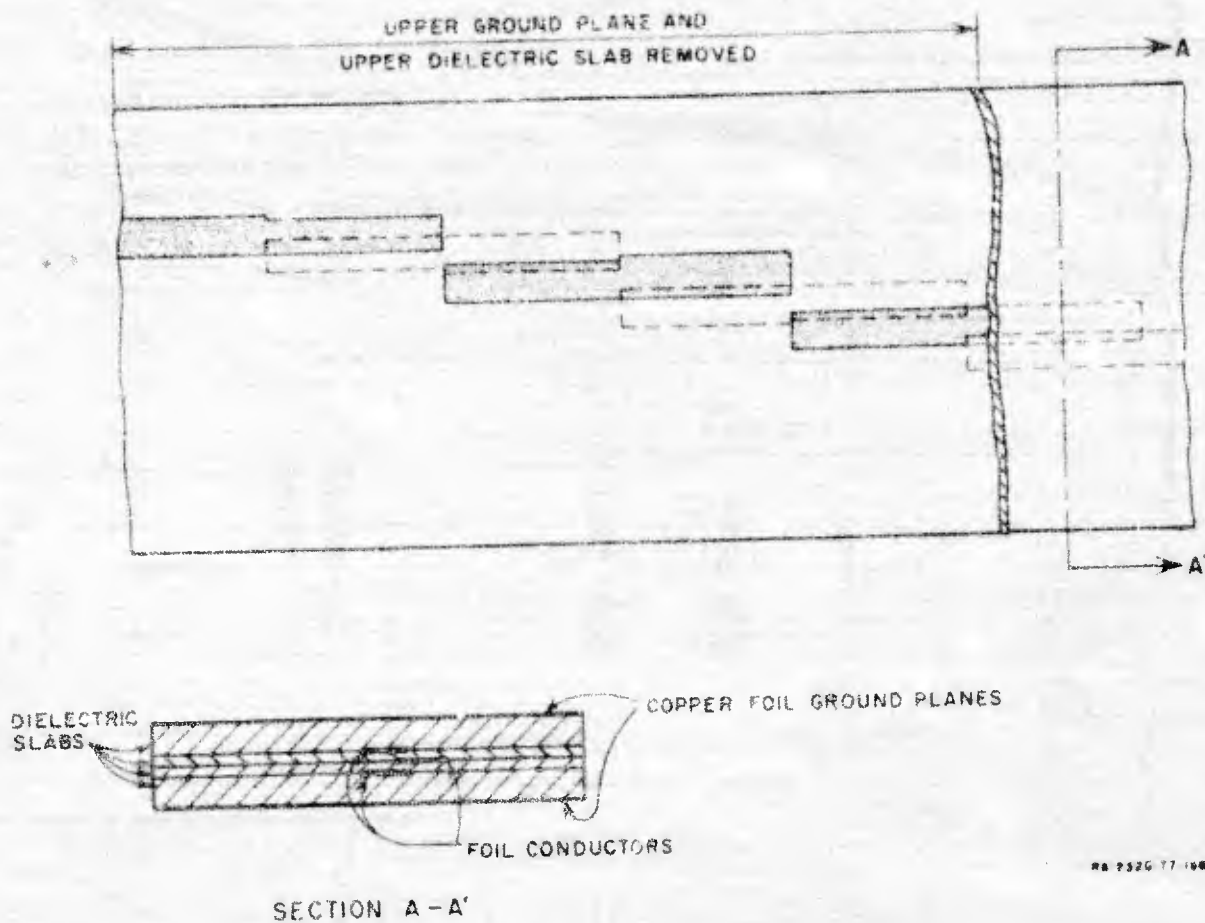 UPPER GROUND PLANE AND
UPPER DIELECTRIC SLAB REMOVED
A
A'
DIELECTRIC
SLABS
COPPER FOIL GROUND PLANES
FOIL CONDUCTORS
SECTION A-A'